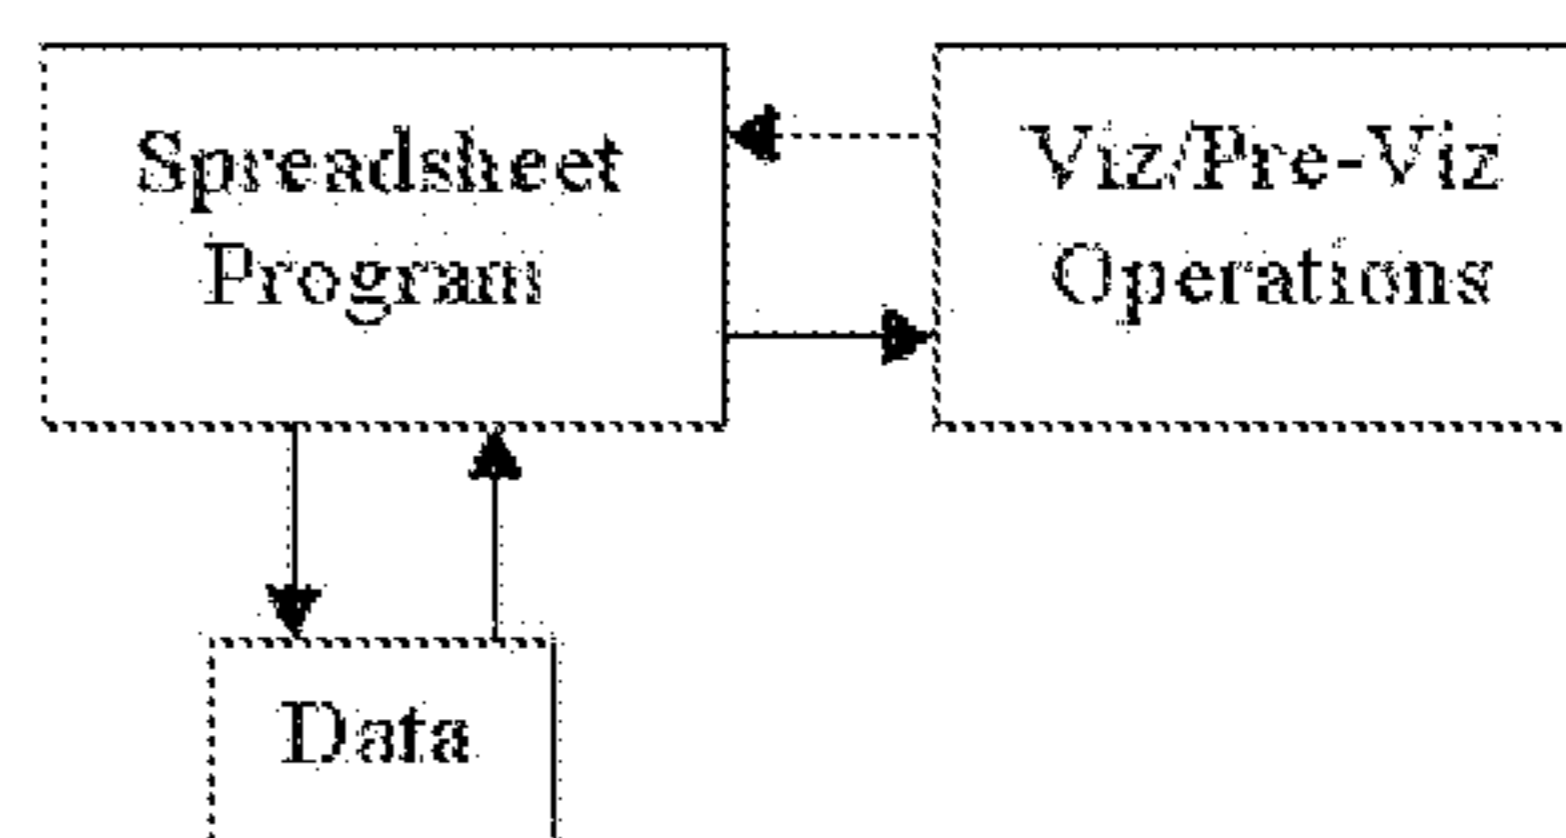 Spreadsheet
Program
Viz/Pre-Viz
Operations
Data